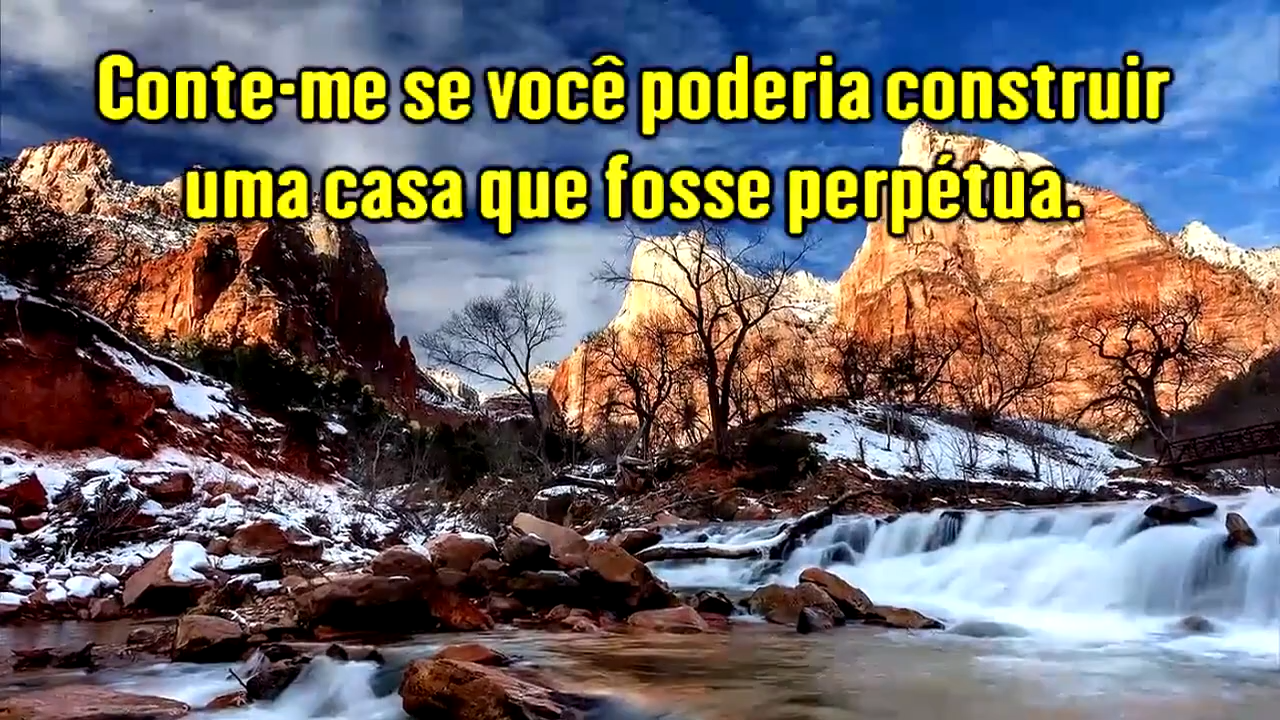 Conte-me se você poderia construir
uma casa que fosse perpétua.